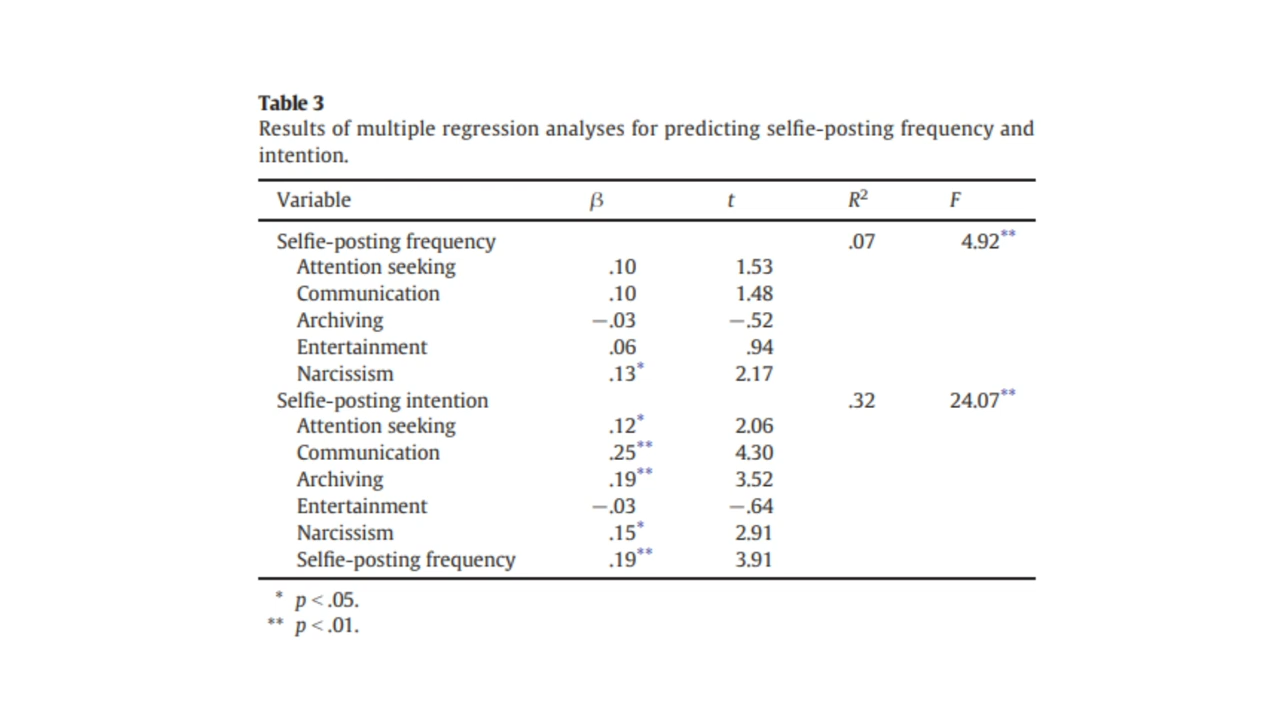 Table 3
Results of multiple regression analyses for predicting selfie-posting frequency and
intention.
Variable β t R² F
Selfie-posting frequency .07 4.92**
Attention seeking .10 1.53
Communication .10 1.48
Archiving −.03 −.52
Entertainment .06 .94
Narcissism .13* 2.17
Selfie-posting intention .32 24.07**
Attention seeking .12* 2.06
Communication .25** 4.30
Archiving .19** 3.52
Entertainment −.03 −.64
Narcissism .15* 2.91
Selfie-posting frequency .19** 3.91
* p < .05.
** p < .01.